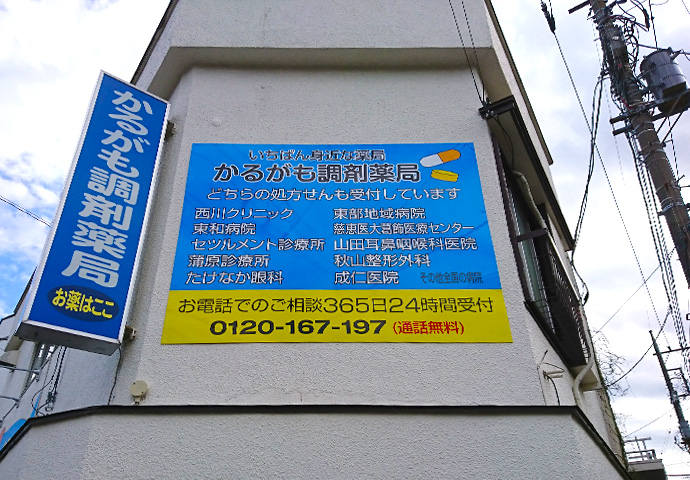 かるがも調剤薬局
お薬はここ
いちばん身近な薬局
かるがも調剤薬局
どちらの処方せんも受付しています
西川クリニック 東部地域病院
東和病院 慈恵医大葛飾医療センター
セツルメント診療所 山田耳鼻咽喉科医院
蒲原診療所 秋山整形外科
たけなか眼科 成仁医院 その他全国の病院
お電話でのご相談365日24時間受付
0120-167-197 (通話無料)